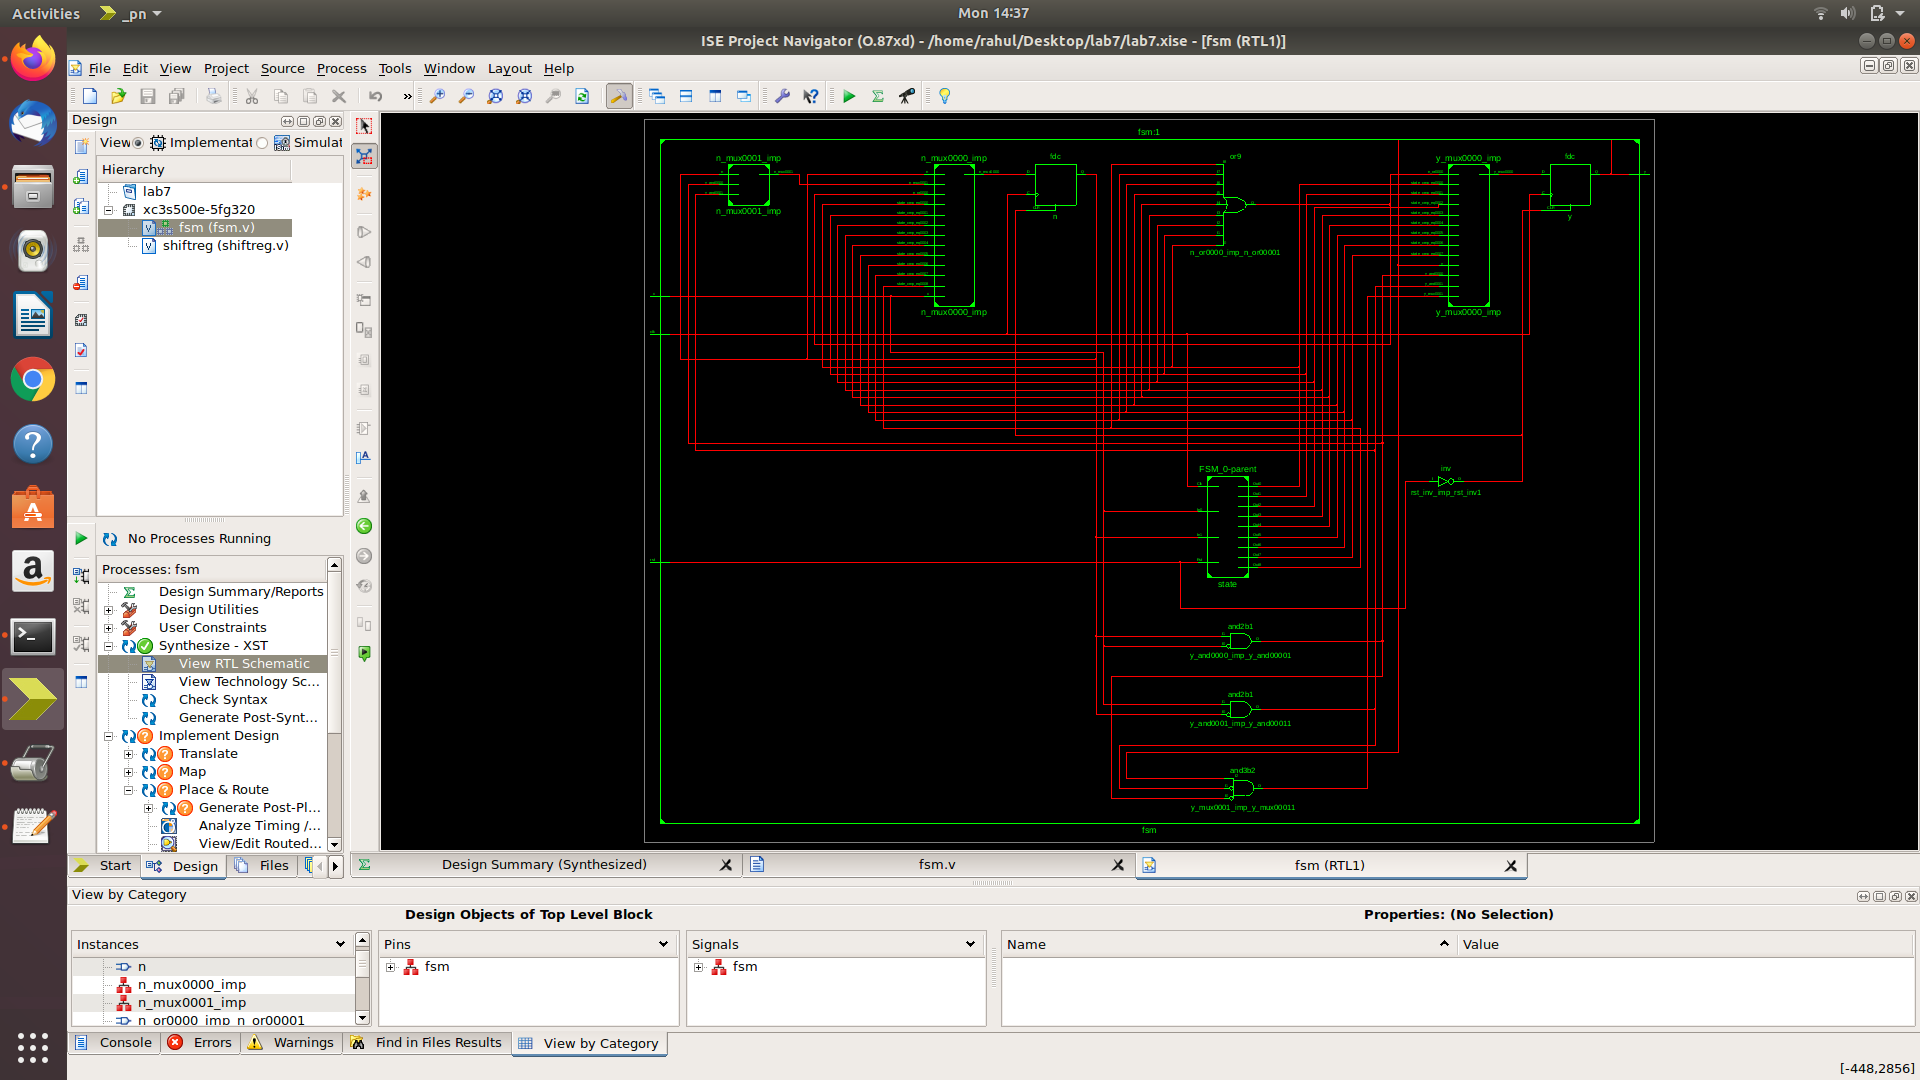 Activities
_pn
Mon 14:37
ISE Project Navigator (O.87xd) - /home/rahul/Desktop/lab7/lab7.xise - [fsm (RTL1)]
File Edit View Project Source Process Tools Window Layout Help
Design
View Implementat Simulat
Hierarchy
lab7
xc3s500e-5fg320
fsm (fsm.v)
shiftreg (shiftreg.v)
No Processes Running
Processes: fsm
Design Summary/Reports
Design Utilities
User Constraints
Synthesize - XST
View RTL Schematic
View Technology Sc...
Check Syntax
Generate Post-Synt...
Implement Design
Translate
Map
Place & Route
Generate Post-Pl...
Analyze Timing /...
View/Edit Routed...
Start Design Files
fsm:1
n_mux0001_imp n_mux0000_imp fdc or9 y_mux0000_imp fdc
n_mux0001_imp n y
n_or0000_imp_n_or00001
n_mux0000_imp y_mux0000_imp
FSM_0-parent inv
rst_inv_imp_rst_inv1
state
and2b1
y_and0000_imp_y_and00001
and2b1
y_and0001_imp_y_and00011
and3b2
y_mux0001_imp_y_mux00011
fsm
Design Summary (Synthesized) fsm.v fsm (RTL1)
View by Category
Design Objects of Top Level Block Properties: (No Selection)
Instances Pins Signals Name Value
n fsm fsm
n_mux0000_imp
n_mux0001_imp
n_or0000_imp_n_or00001
Console Errors Warnings Find in Files Results View by Category
[-448,2856]